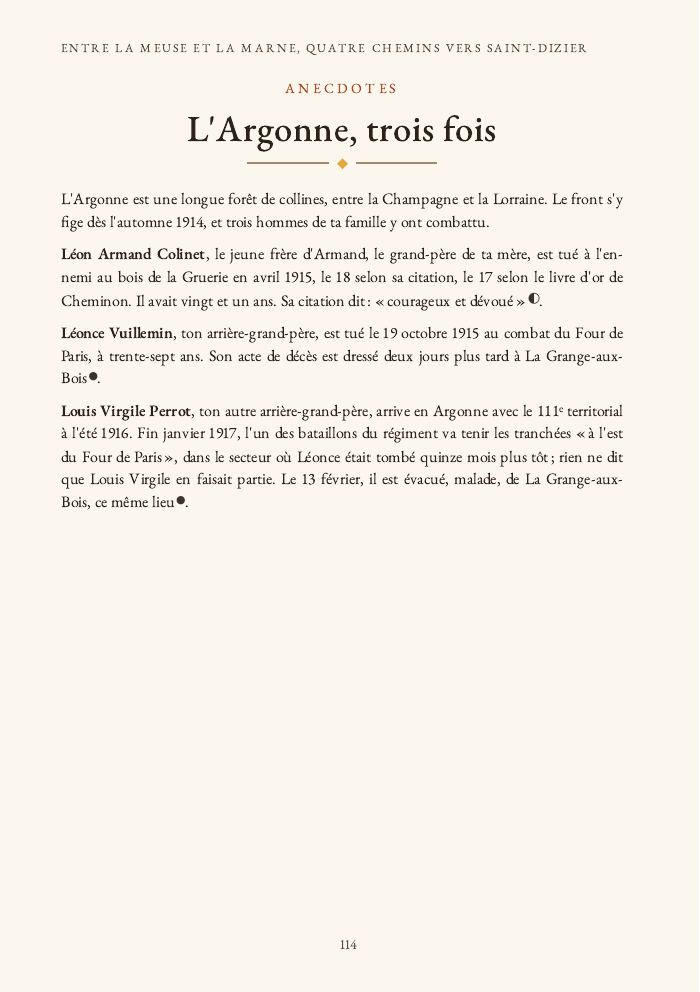 ENTRE LA MEUSE ET LA MARNE, QUATRE CHEMINS VERS SAINT-DIZIER
ANECDOTES
L'Argonne, trois fois
L'Argonne est une longue forêt de collines, entre la Champagne et la Lorraine. Le front s'y
fige dès l'automne 1914, et trois hommes de ta famille y ont combattu.
Léon Armand Colinet, le jeune frère d'Armand, le grand-père de ta mère, est tué à l'en-
nemi au bois de la Gruerie en avril 1915, le 18 selon sa citation, le 17 selon le livre d'or de
Cheminon. Il avait vingt et un ans. Sa citation dit : « courageux et dévoué » ◐.
Léonce Vuillemin, ton arrière-grand-père, est tué le 19 octobre 1915 au combat du Four de
Paris, à trente-sept ans. Son acte de décès est dressé deux jours plus tard à La Grange-aux-
Bois ●.
Louis Virgile Perrot, ton autre arrière-grand-père, arrive en Argonne avec le 111e territorial
à l'été 1916. Fin janvier 1917, l'un des bataillons du régiment va tenir les tranchées « à l'est
du Four de Paris », dans le secteur où Léonce était tombé quinze mois plus tôt ; rien ne dit
que Louis Virgile en faisait partie. Le 13 février, il est évacué, malade, de La Grange-aux-
Bois, ce même lieu ●.
114